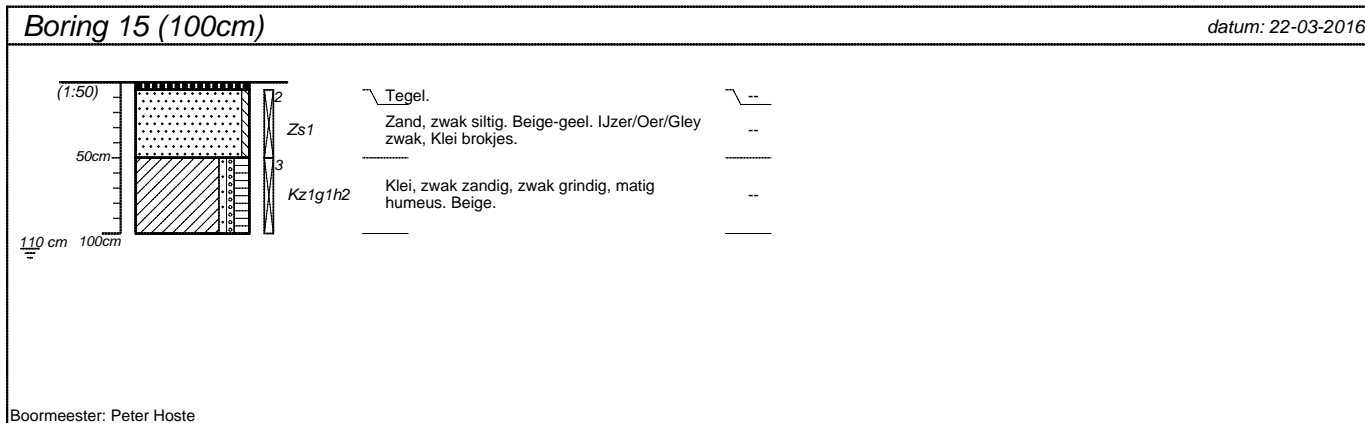 Boring 15 (100cm)
datum: 22-03-2016
(1:50)
2
Tegel.
--
Zs1
Zand, zwak siltig. Beige-geel. IJzer/Oer/Gley
zwak, Klei brokjes.
--
50cm
3
Kz1g1h2
Klei, zwak zandig, zwak grindig, matig
humeus. Beige.
--
110 cm
100cm
Boormeester: Peter Hoste